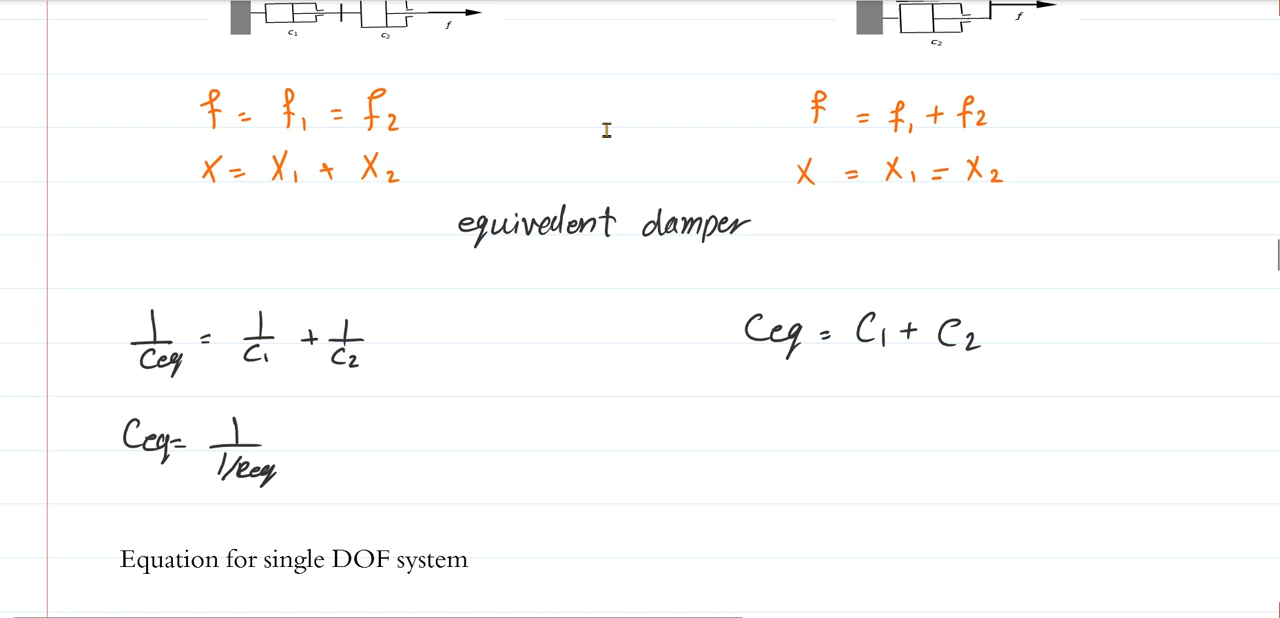 c₁ c₂ f
c₂ f
f = f₁ = f₂
x = x₁ + x₂
f = f₁ + f₂
x = x₁ = x₂
equivedent damper
1/Ceq = 1/C₁ + 1/C₂
Ceq = 1/(1/Ceq)
Ceq = C₁ + C₂
Equation for single DOF system